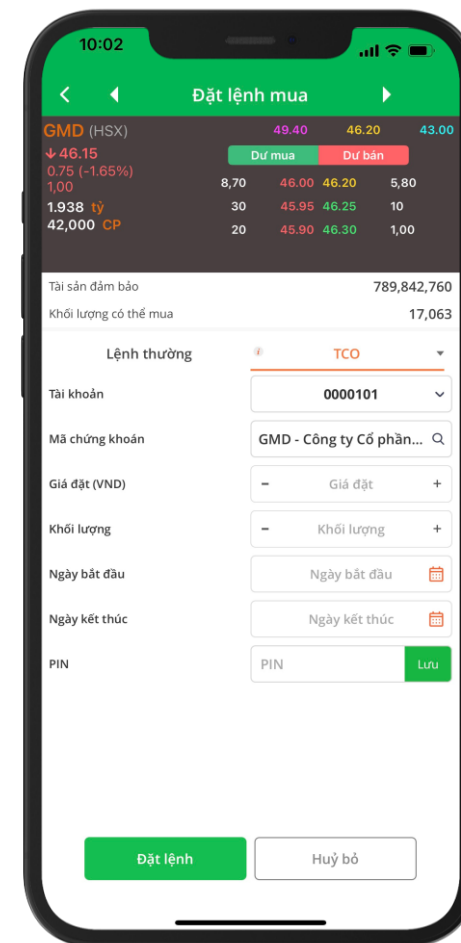 10:02
Đặt lệnh mua
GMD (HSX) 49.40 46.20 43.00
46.15 Dư mua Dư bán
0.75 (-1.65%)
1,00 8,70 46.00 46.20 5,80
1.938 tỷ 30 45.95 46.25 10
42,000 CP 20 45.90 46.30 1,00
Tài sản đảm bảo 789,842,760
Khối lượng có thể mua 17,063
Lệnh thường i TCO
Tài khoản 0000101
Mã chứng khoán GMD - Công ty Cổ phần...
Giá đặt (VND) - Giá đặt +
Khối lượng - Khối lượng +
Ngày bắt đầu Ngày bắt đầu
Ngày kết thúc Ngày kết thúc
PIN PIN Lưu
Đặt lệnh Huỷ bỏ